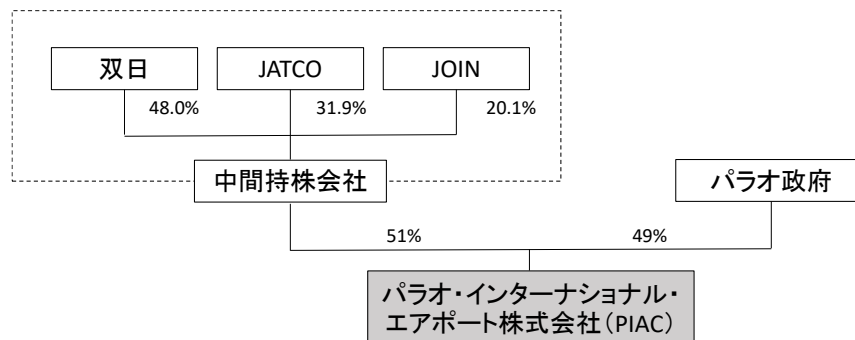 双日
JATCO
JOIN
48.0%
31.9%
20.1%
中間持株会社
パラオ政府
51%
49%
パラオ・インターナショナル・
エアポート株式会社（PIAC）